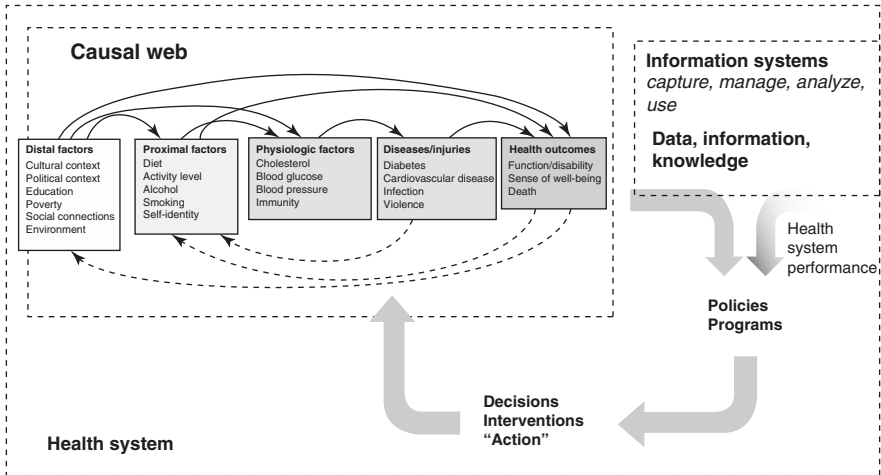 Causal web
Distal factors
Cultural context
Political context
Education
Poverty
Social connections
Environment
Proximal factors
Diet
Activity level
Alcohol
Smoking
Self-identity
Physiologic factors
Cholesterol
Blood glucose
Blood pressure
Immunity
Diseases/injuries
Diabetes
Cardiovascular disease
Infection
Violence
Health outcomes
Function/disability
Sense of well-being
Death
Information systems
capture, manage, analyze,
use
Data, information,
knowledge
Health
system
performance
Policies
Programs
Decisions
Interventions
“Action”
Health system